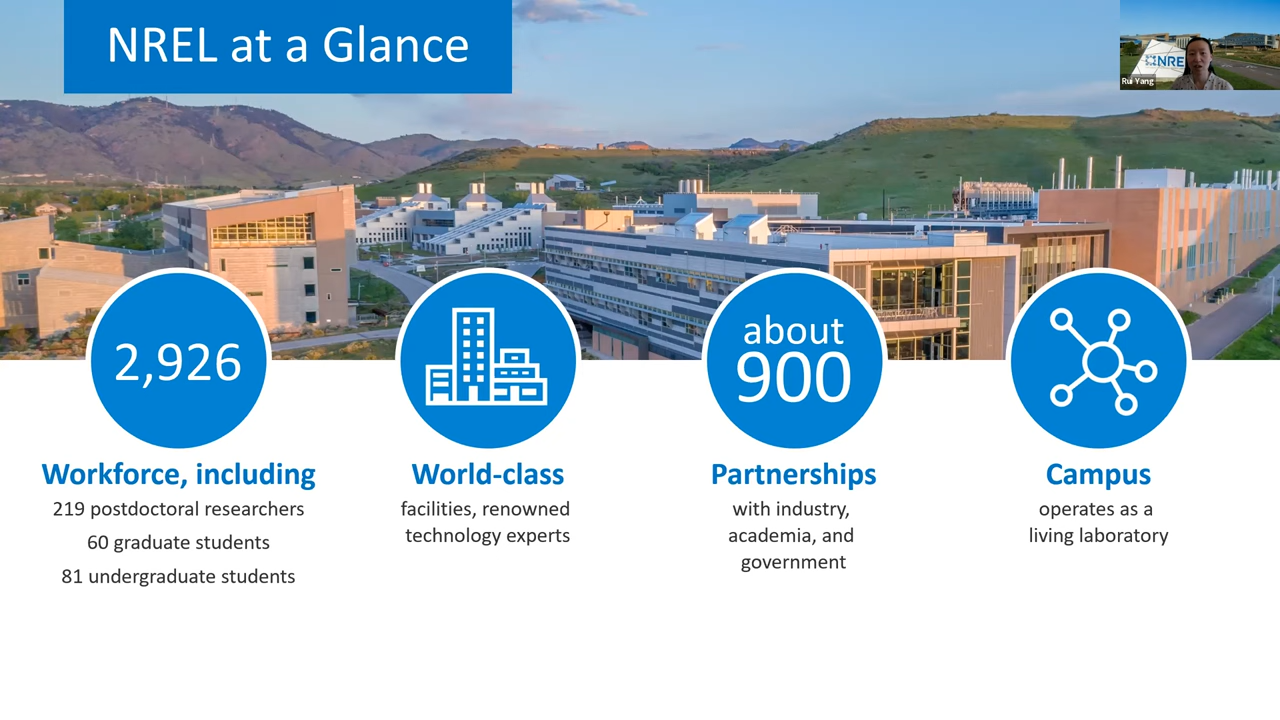 NREL at a Glance
NRE
Rui Yang
2,926
about
900
Workforce, including
219 postdoctoral researchers
60 graduate students
81 undergraduate students
World-class
facilities, renowned
technology experts
Partnerships
with industry,
academia, and
government
Campus
operates as a
living laboratory